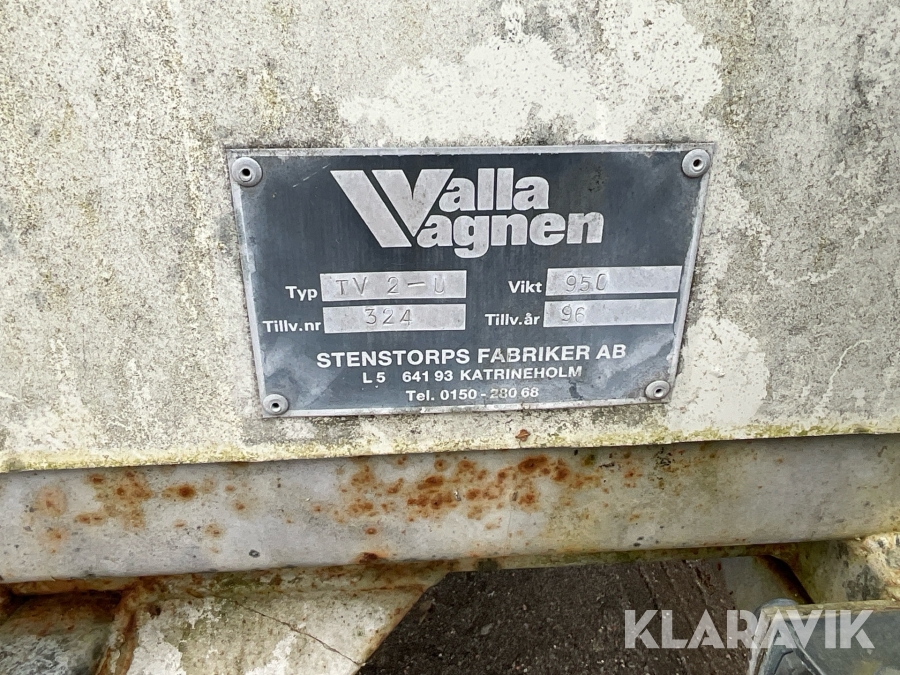 Walla
Vagnen
Typ TV 2-U Vikt 950
Tillv.nr 324 Tillv.år 96
STENSTORPS FABRIKER AB
L 5 641 93 KATRINEHOLM
Tel. 0150 - 280 68
KLARAVIK